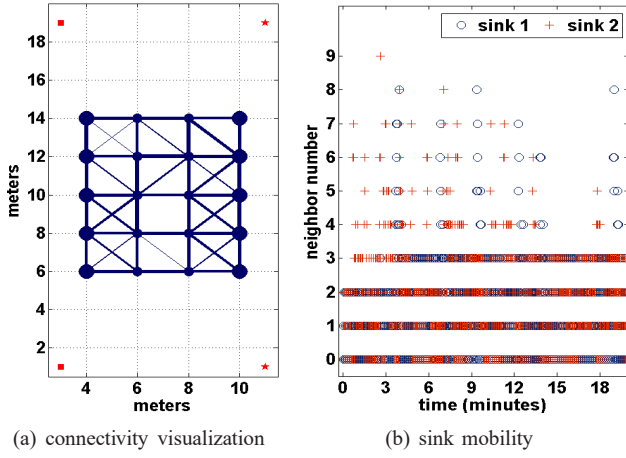 18
16
14
12
10
8
6
4
2
meters
4 6 8 10
meters
(a) connectivity visualization
sink 1 sink 2
9
8
7
6
5
4
3
2
1
0
neighbor number
0 3 6 9 12 15 18
time (minutes)
(b) sink mobility